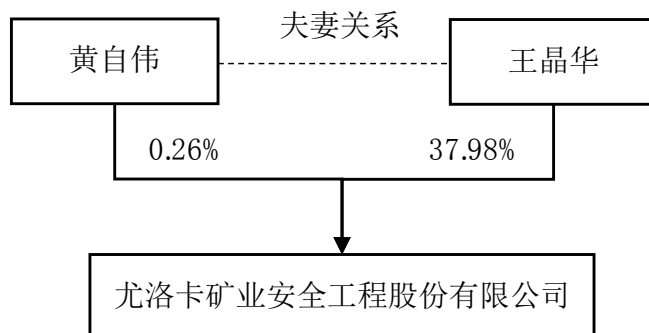 夫妻关系
黄自伟
王晶华
0.26%
37.98%
尤洛卡矿业安全工程股份有限公司